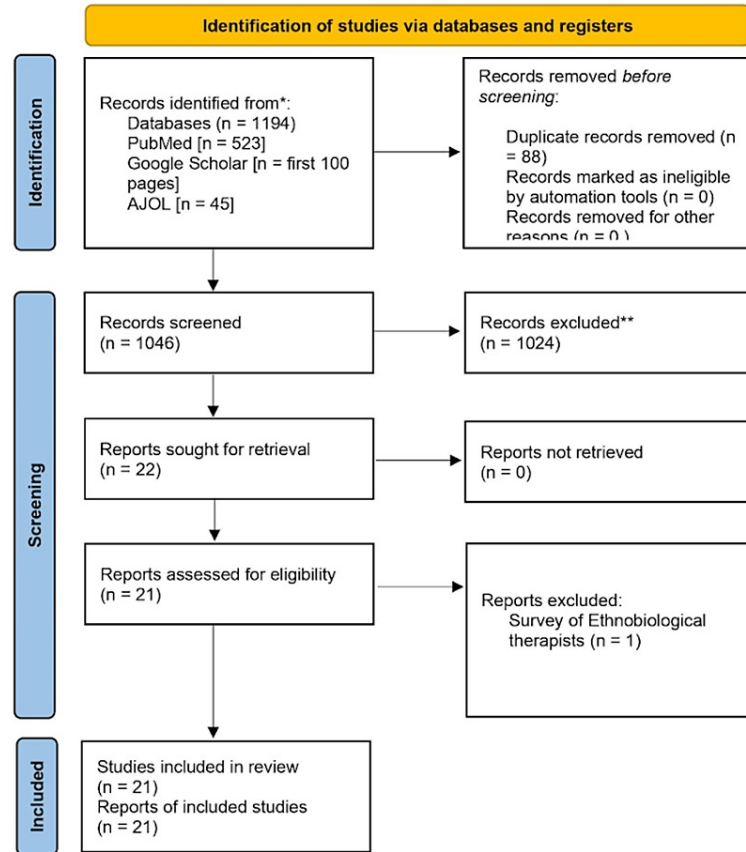 Identification of studies via databases and registers
Identification
Records identified from*:
Databases (n = 1194)
PubMed [n = 523]
Google Scholar [n = first 100
pages]
AJOL [n = 45]
Records removed before
screening:
Duplicate records removed (n
= 88)
Records marked as ineligible
by automation tools (n = 0)
Records removed for other
reasons (n = 0 )
Screening
Records screened
(n = 1046)
Records excluded**
(n = 1024)
Reports sought for retrieval
(n = 22)
Reports not retrieved
(n = 0)
Reports assessed for eligibility
(n = 21)
Reports excluded:
Survey of Ethnobiological
therapists (n = 1)
Included
Studies included in review
(n = 21)
Reports of included studies
(n = 21)